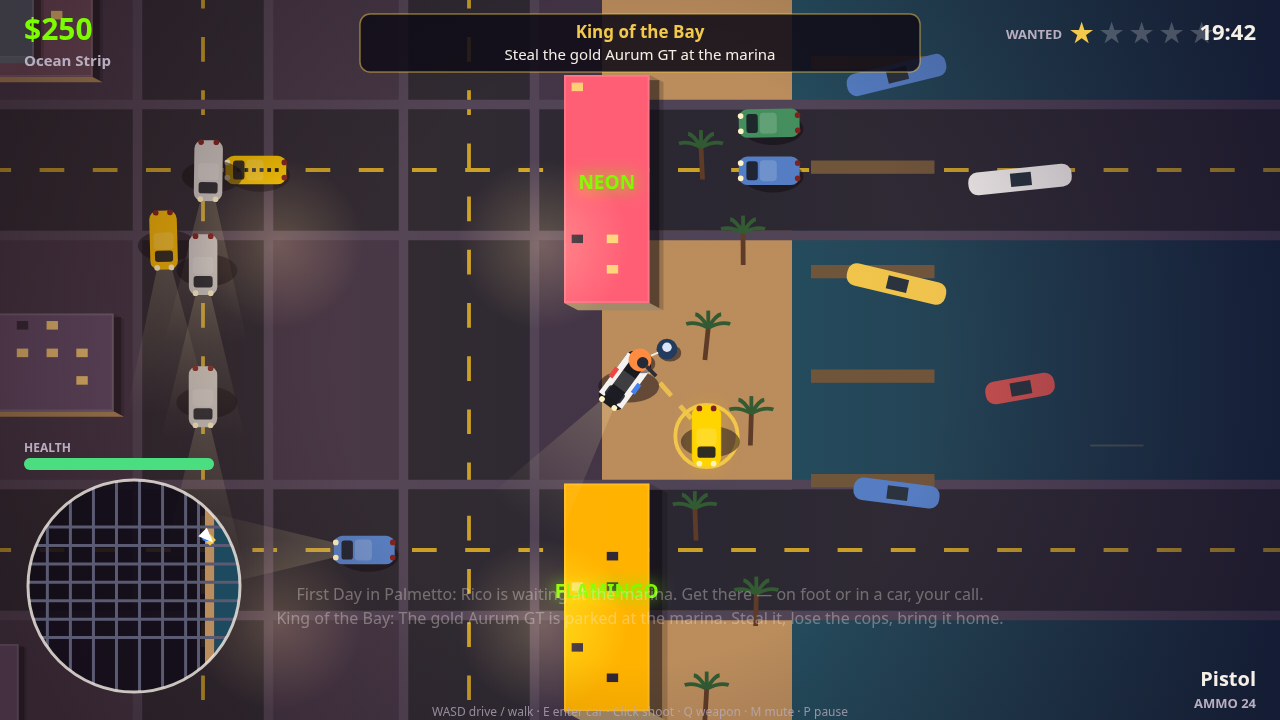 $250
Ocean Strip
King of the Bay
Steal the gold Aurum GT at the marina
WANTED
19:42
NEON
HEALTH
FLAMINGO
First Day in Palmetto: Rico is waiting at the marina. Get there — on foot or in a car, your call.
King of the Bay: The gold Aurum GT is parked at the marina. Steal it, lose the cops, bring it home.
Pistol
AMMO 24
WASD drive / walk · E enter car · Click shoot · Q weapon · M mute · P pause